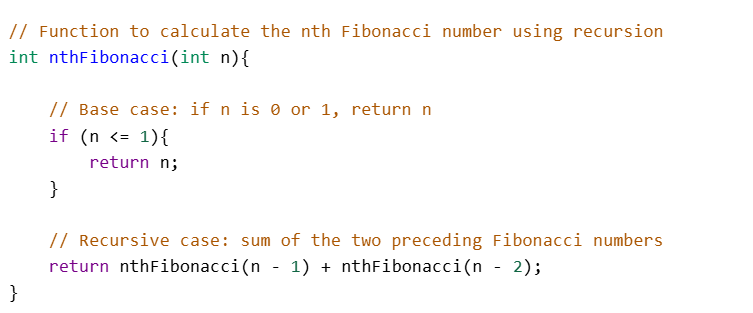 // Function to calculate the nth Fibonacci number using recursion
int nthFibonacci(int n){
    // Base case: if n is 0 or 1, return n
    if (n <= 1){
        return n;
    }
    // Recursive case: sum of the two preceding Fibonacci numbers
    return nthFibonacci(n - 1) + nthFibonacci(n - 2);
}